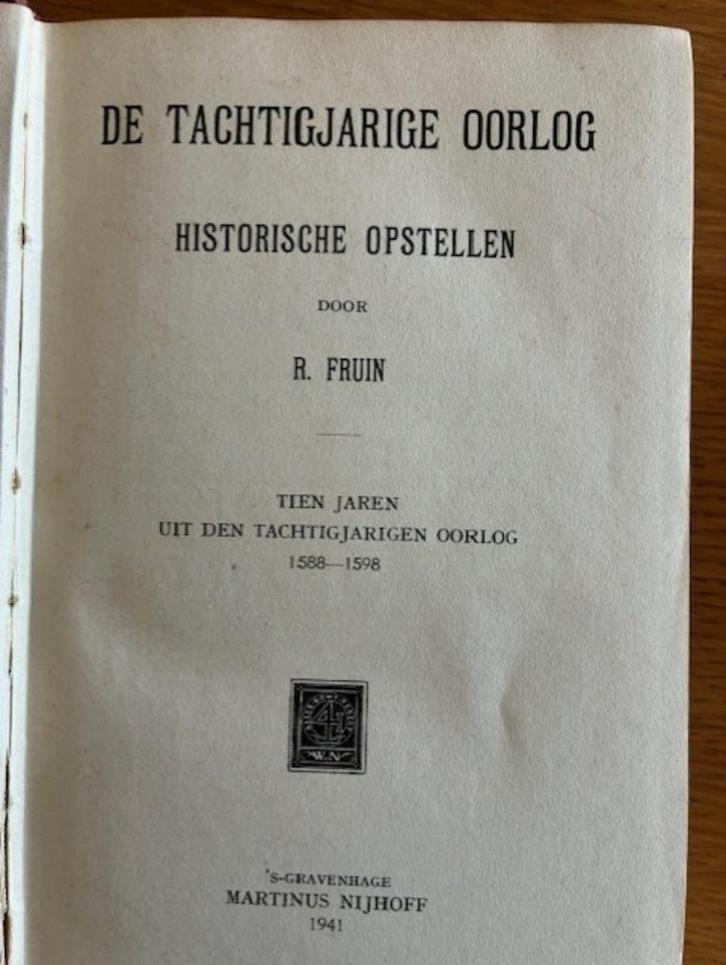 DE TACHTIGJARIGE OORLOG
HISTORISCHE OPSTELLEN
DOOR
R. FRUIN
TIEN JAREN
UIT DEN TACHTIGJARIGEN OORLOG
1588—1598
W.N
'S-GRAVENHAGE
MARTINUS NIJHOFF
1941